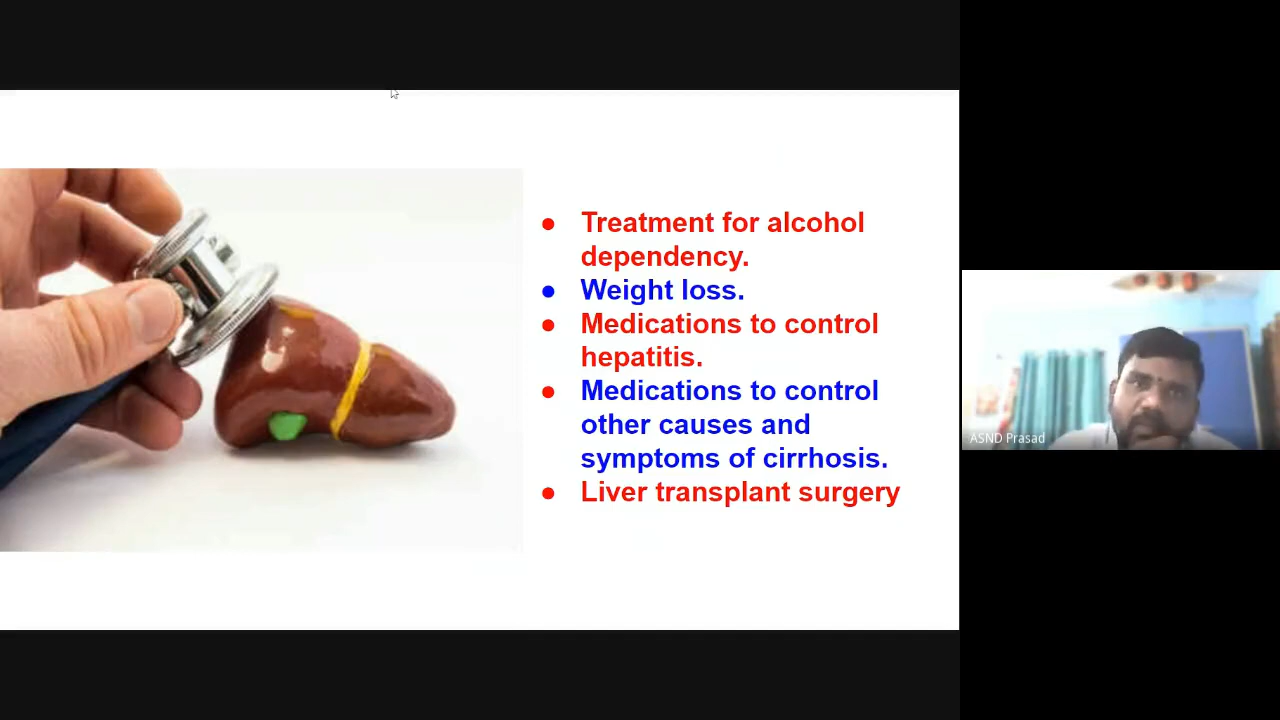 ● Treatment for alcohol
dependency.
● Weight loss.
● Medications to control
hepatitis.
● Medications to control
other causes and
symptoms of cirrhosis.
● Liver transplant surgery
ASND Prasad